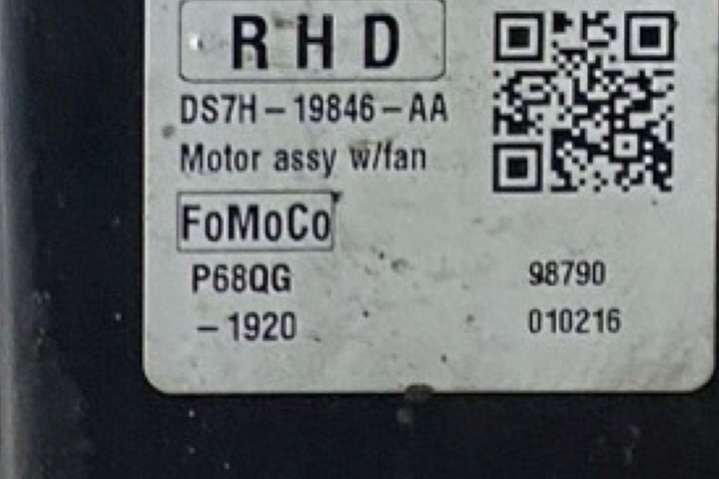 RHD
DS7H-19846-AA
Motor assy w/fan
FoMoCo
P68QG 98790
-1920 010216